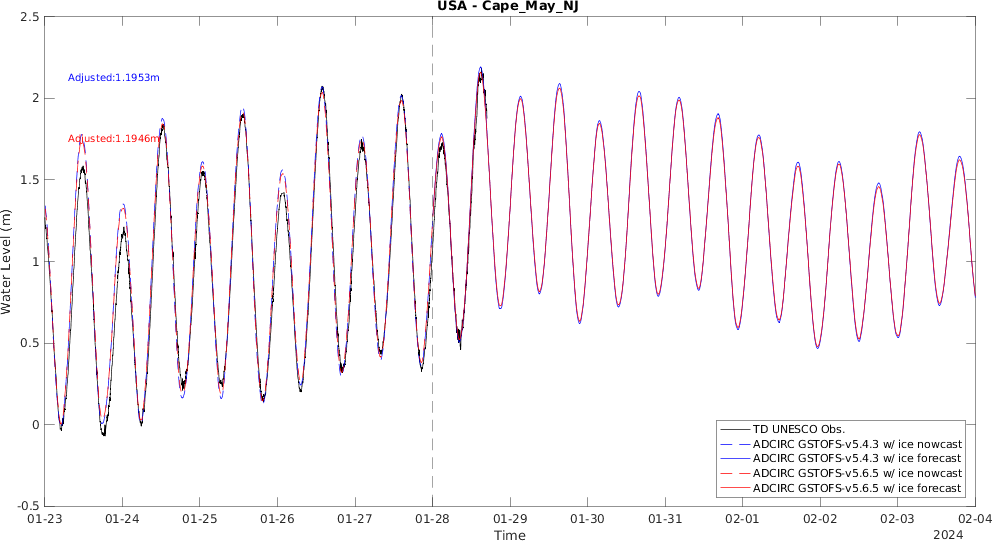 USA - Cape_May_NJ
2.5
2
1.5
1
0.5
0
-0.5
Water Level (m)
Adjusted:1.1953m
Adjusted:1.1946m
TD UNESCO Obs.
ADCIRC GSTOFS-v5.4.3 w/ ice nowcast
ADCIRC GSTOFS-v5.4.3 w/ ice forecast
ADCIRC GSTOFS-v5.6.5 w/ ice nowcast
ADCIRC GSTOFS-v5.6.5 w/ ice forecast
01-23 01-24 01-25 01-26 01-27 01-28 01-29 01-30 01-31 02-01 02-02 02-03 02-04
Time
2024